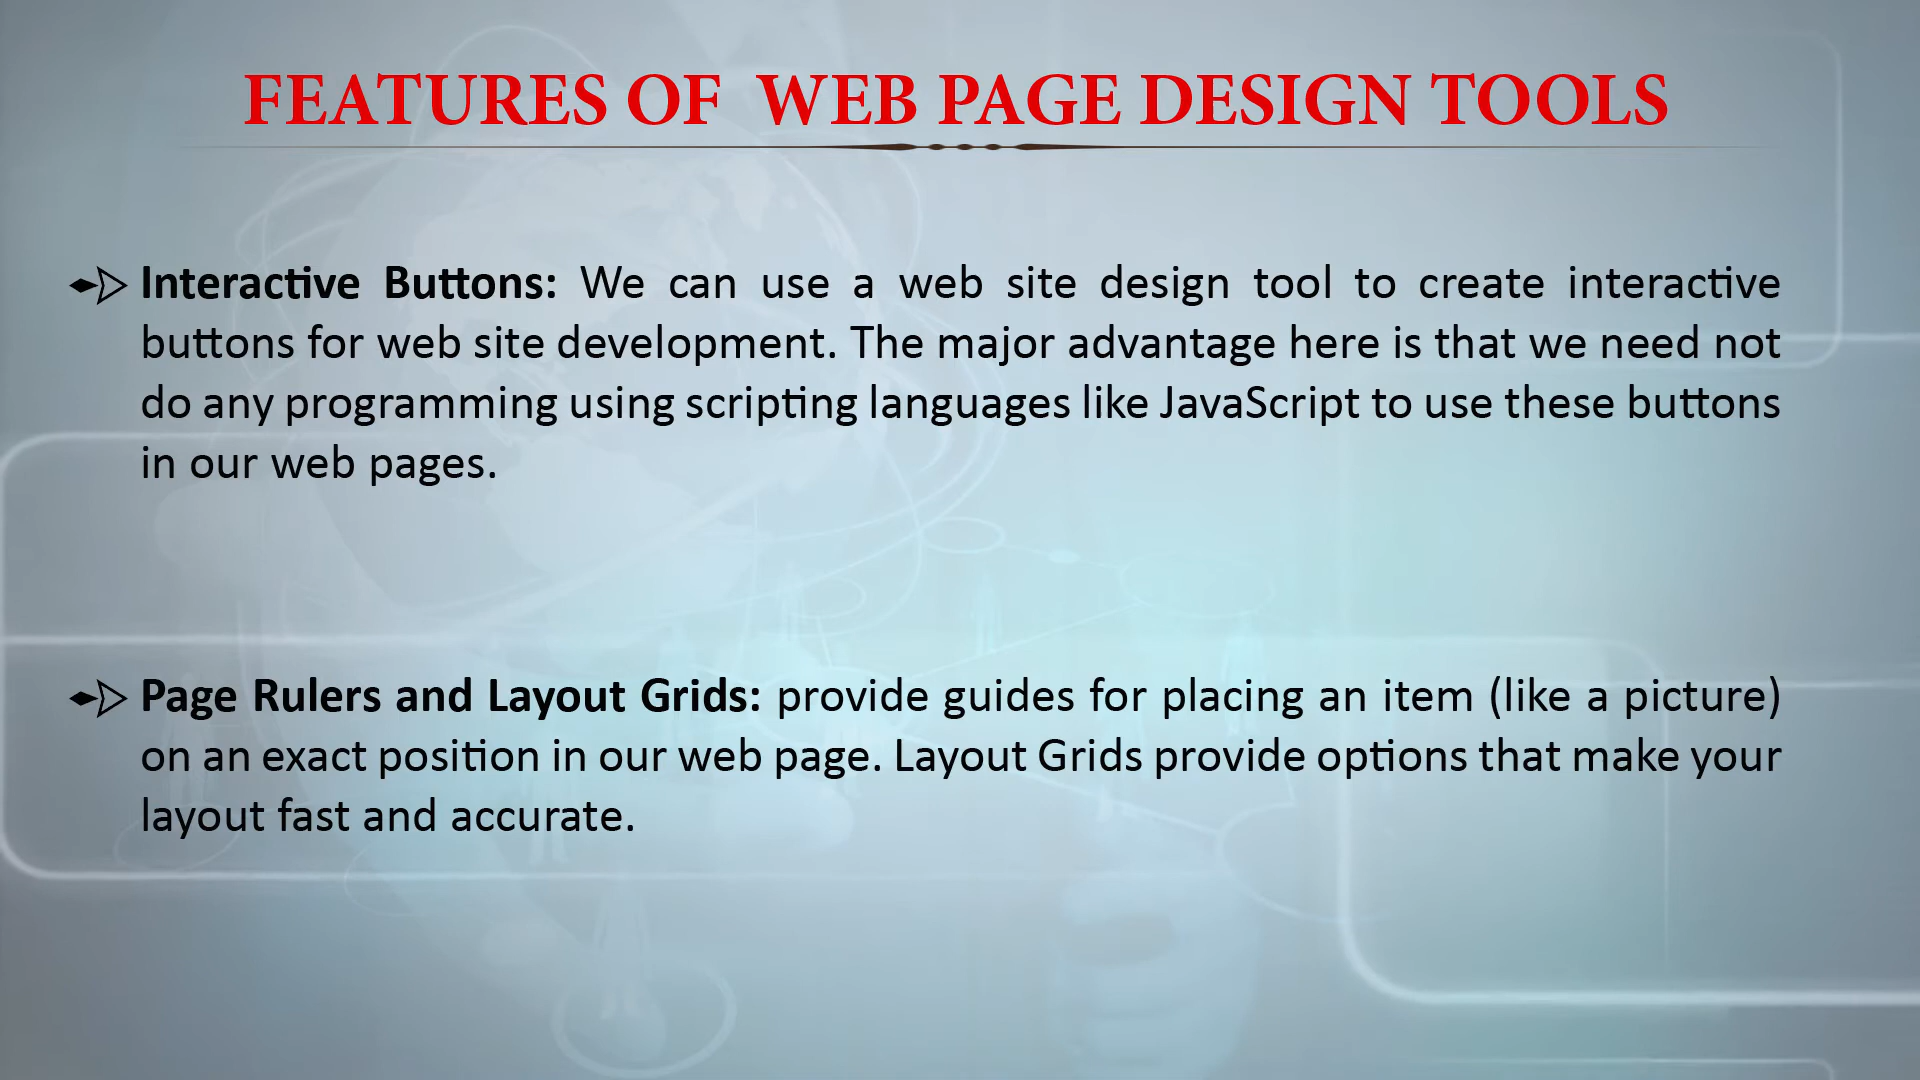 FEATURES OF WEB PAGE DESIGN TOOLS
Interactive Buttons: We can use a web site design tool to create interactive
buttons for web site development. The major advantage here is that we need not
do any programming using scripting languages like JavaScript to use these buttons
in our web pages.
Page Rulers and Layout Grids: provide guides for placing an item (like a picture)
on an exact position in our web page. Layout Grids provide options that make your
layout fast and accurate.